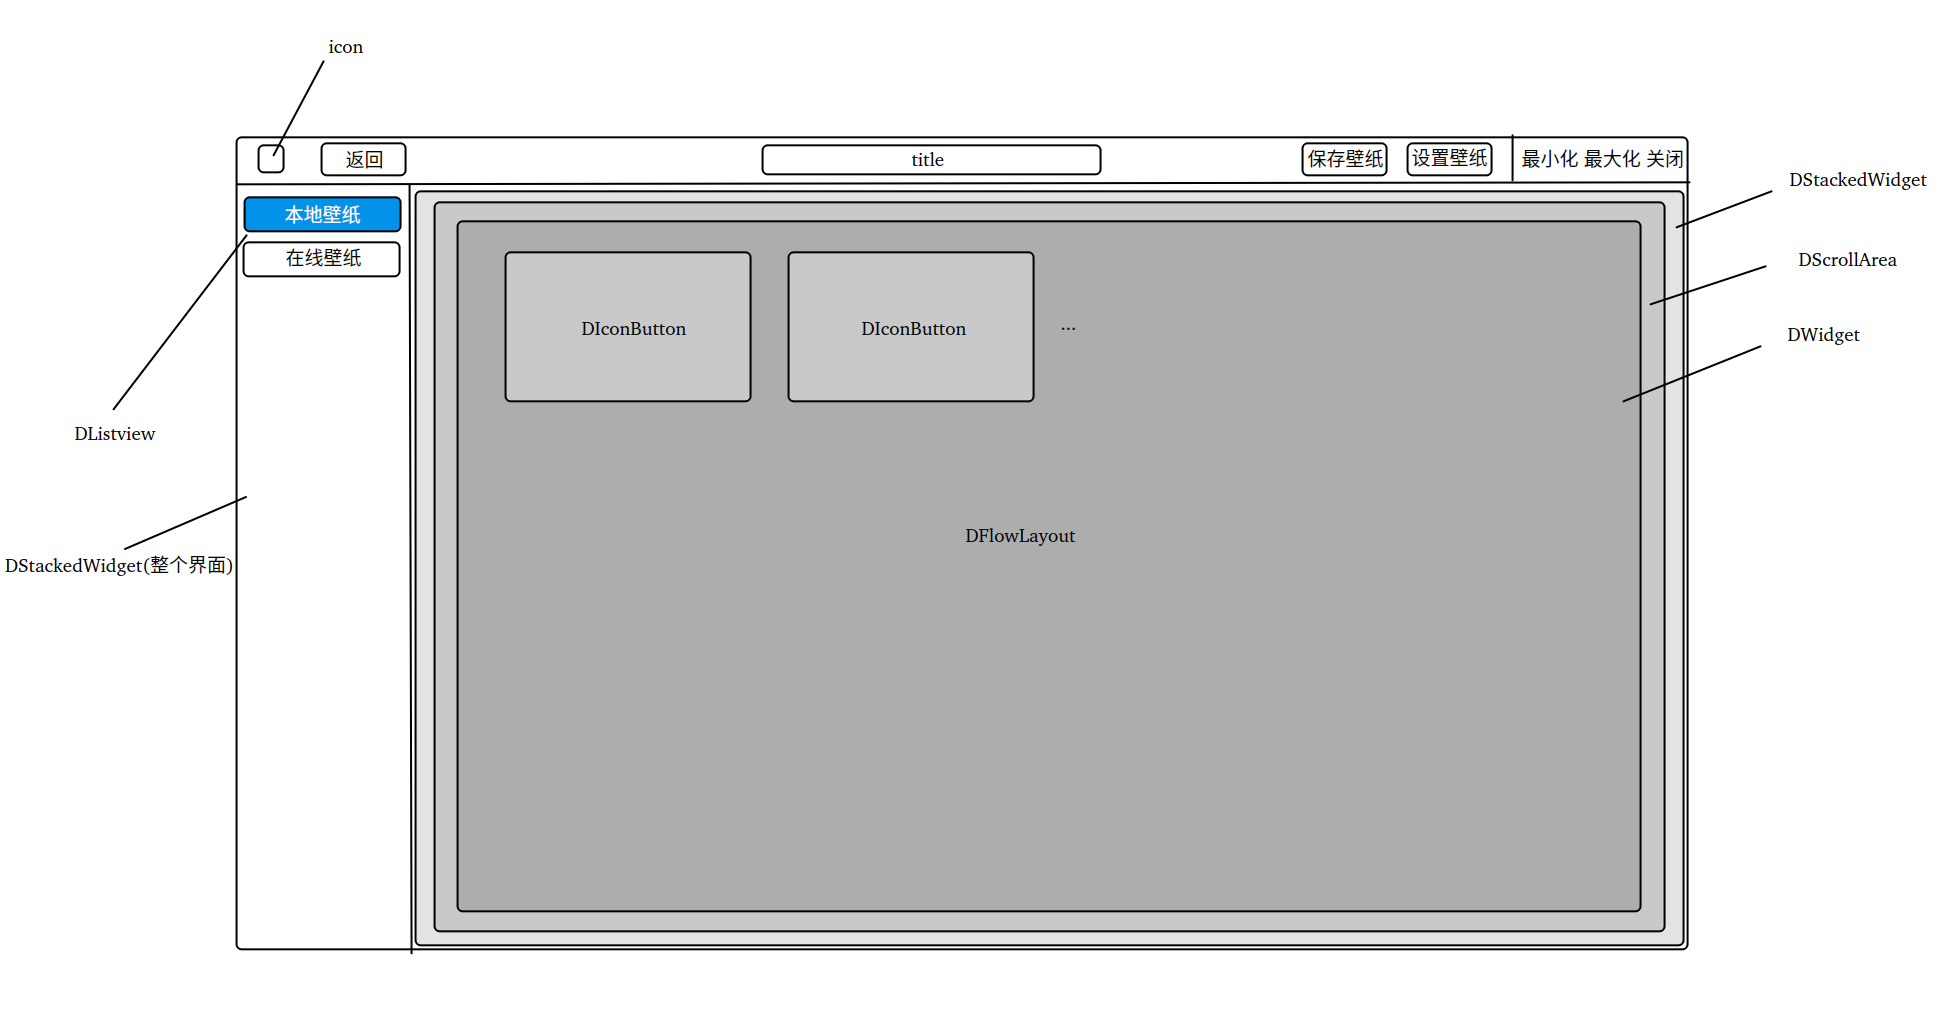 icon
返回
title
保存壁纸
设置壁纸
最小化 最大化 关闭
DStackedWidget
本地壁纸
在线壁纸
DScrollArea
DIconButton
DIconButton
...
DWidget
DListview
DFlowLayout
DStackedWidget(整个界面)